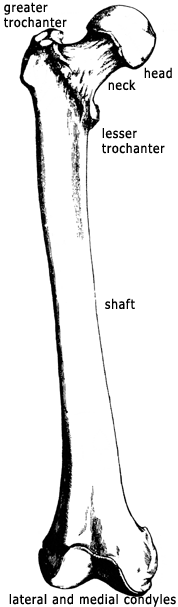 greater
trochanter
head
neck
lesser
trochanter
shaft
lateral and medial condyles